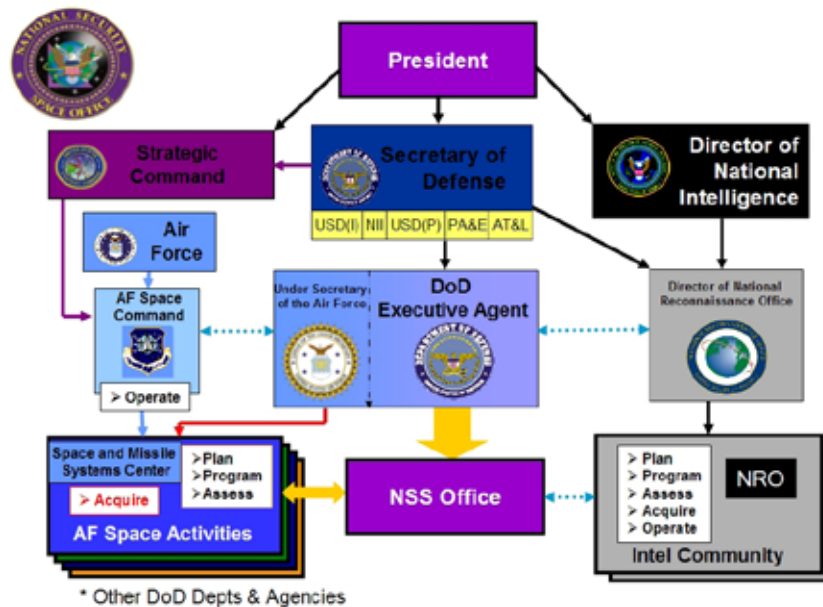 NATIONAL SECURITY
SPACE OFFICE
President
Strategic
Command
Secretary of
Defense
Director of
National
Intelligence
USD(I) NII USD(P) PA&E AT&L
Air
Force
AF Space
Command
Under Secretary
of the Air Force
DoD
Executive Agent
DEPARTMENT OF DEFENSE
Director of National
Reconnaissance Office
➢ Operate
Space and Missile
Systems Center
➢ Acquire
➢Plan
➢Program
➢Assess
AF Space Activities
NSS Office
➢ Plan
➢ Program
➢ Assess
➢ Acquire
➢ Operate
NRO
Intel Community
* Other DoD Depts & Agencies